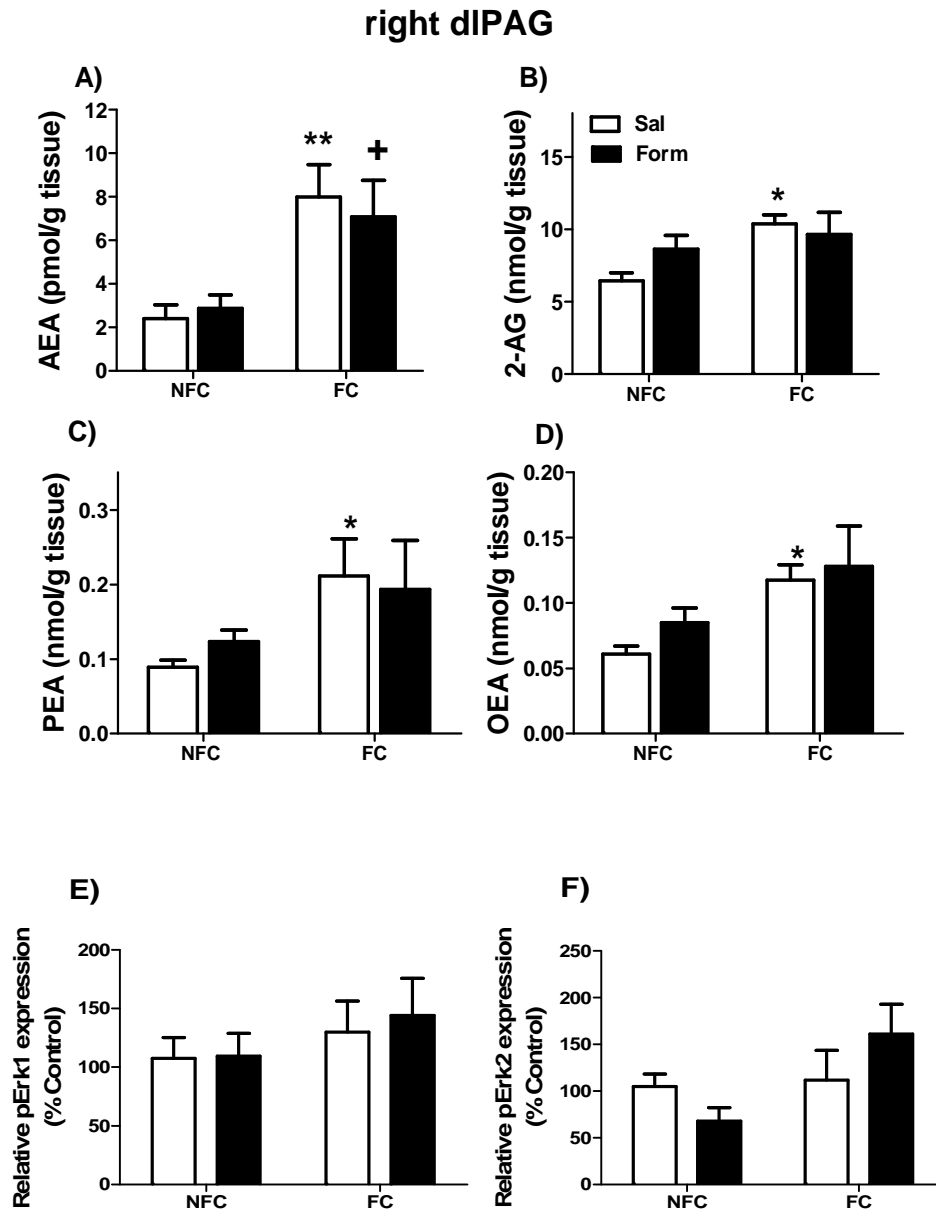 right dlPAG
A)
AEA (pmol/g tissue)
12
10
8
6
4
2
0
**
+
NFC
FC
B)
2-AG (nmol/g tissue)
15
10
5
0
Sal
Form
*
NFC
FC
C)
PEA (nmol/g tissue)
0.3
0.2
0.1
0.0
*
NFC
FC
D)
OEA (nmol/g tissue)
0.20
0.15
0.10
0.05
0.00
*
NFC
FC
E)
Relative pErk1 expression
(% Control)
200
150
100
50
0
NFC
FC
F)
Relative pErk2 expression
(% Control)
250
200
150
100
50
0
NFC
FC